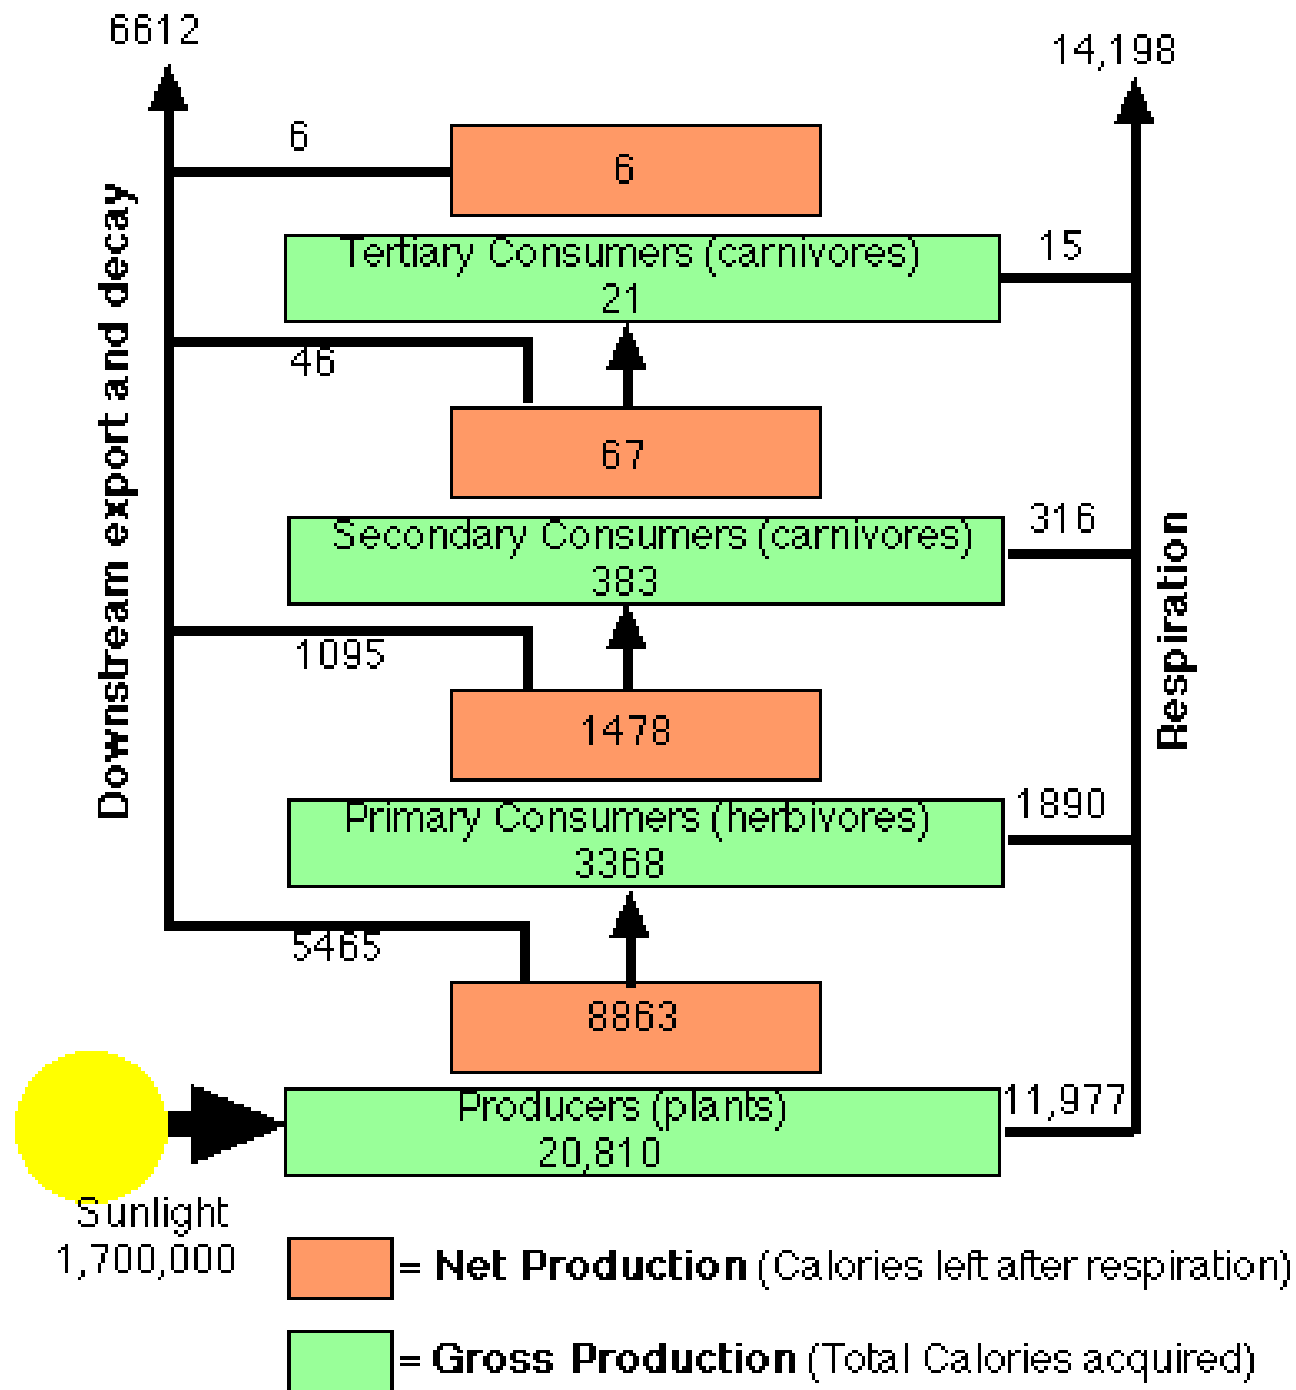 6612
14,198
6
6
Tertiary Consumers (carnivores)
21
15
46
67
Secondary Consumers (carnivores)
383
316
1095
1478
Primary Consumers (herbivores)
3368
1890
5465
8863
Producers (plants)
20,810
11,977
Downstream export and decay
Respiration
Sunlight
1,700,000
= Net Production (Calories left after respiration)
= Gross Production (Total Calories acquired)